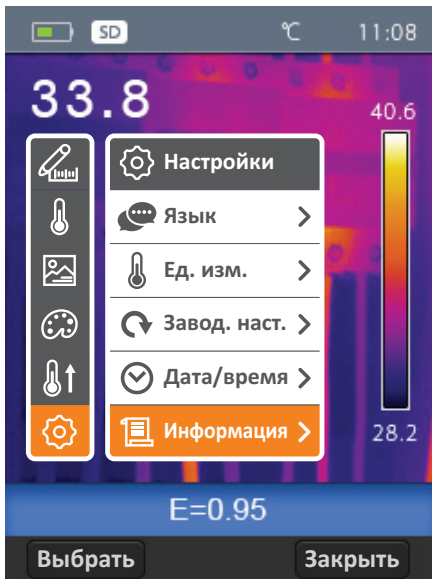 SD ℃ 11:08
33.8
40.6
Настройки
Язык
Ед. изм.
Завод. наст.
Дата/время
Информация
28.2
E=0.95
Выбрать Закрыть